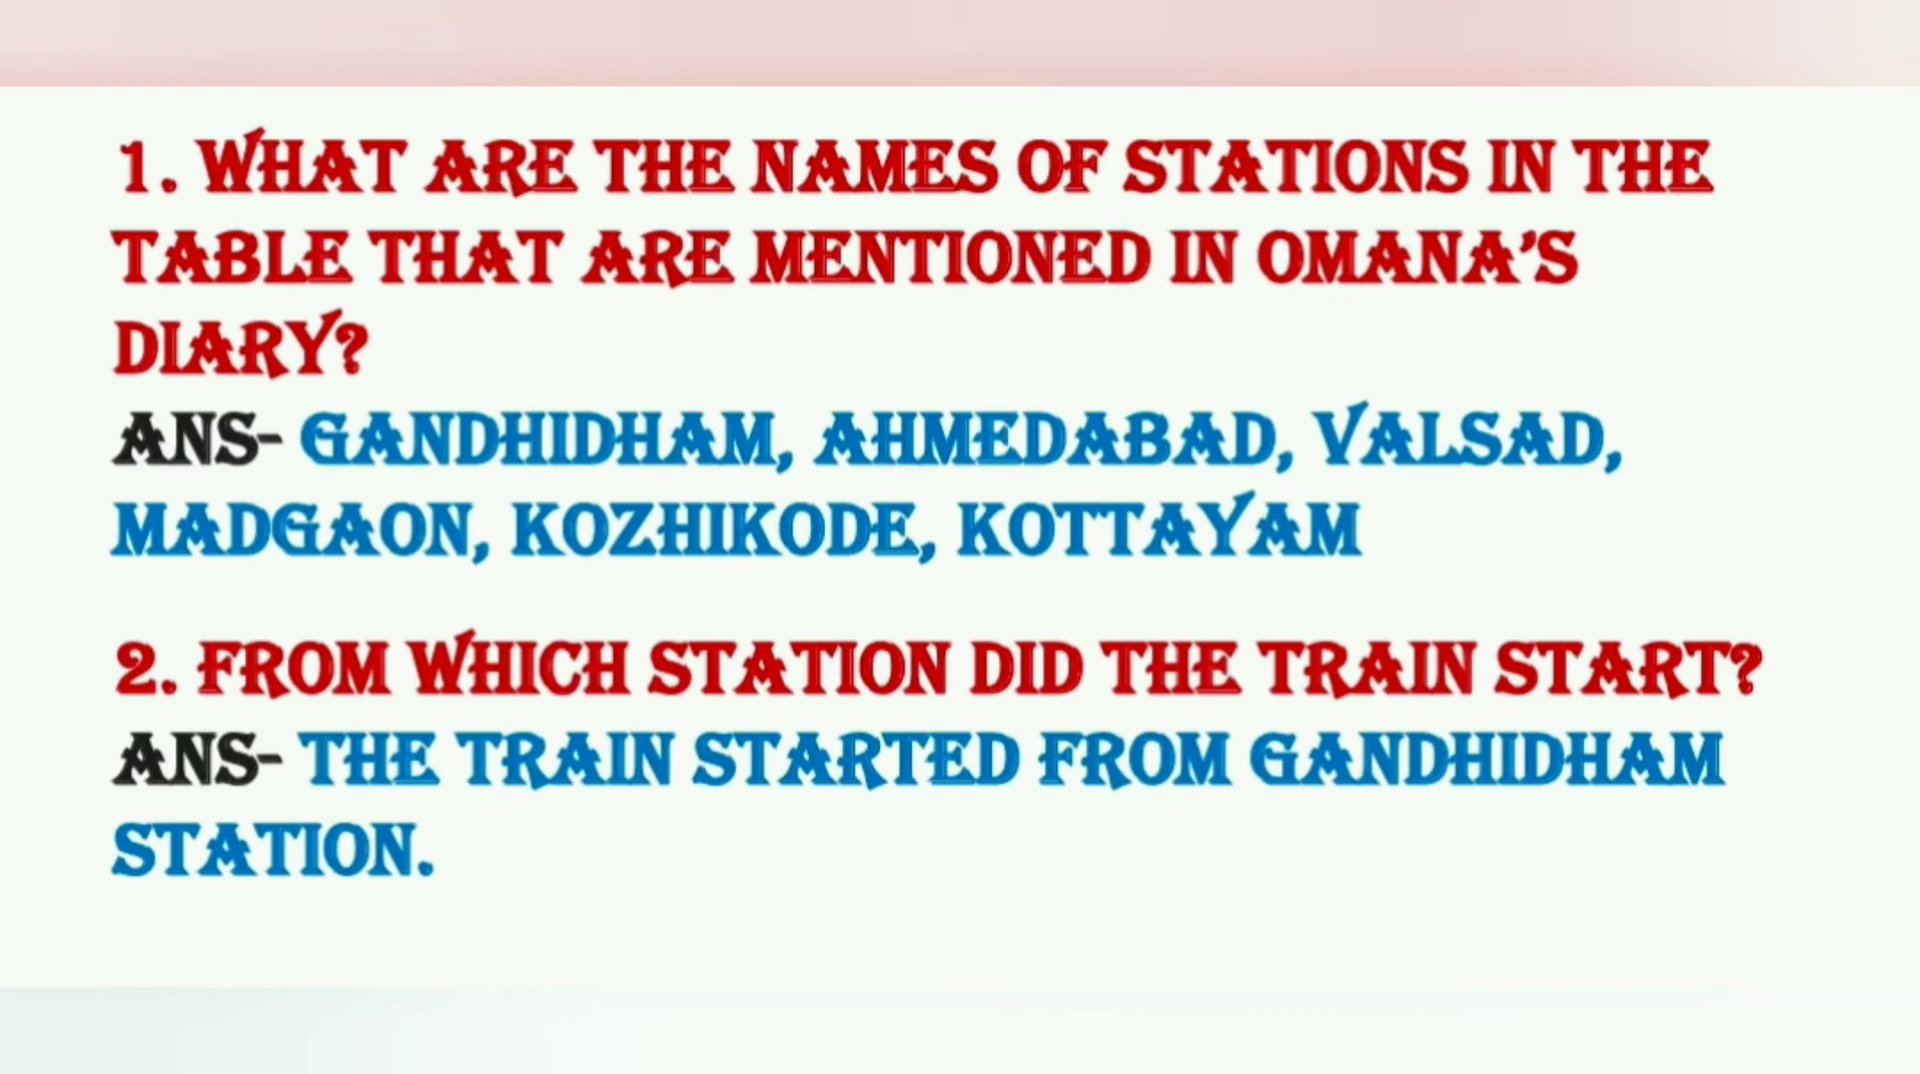 1. WHAT ARE THE NAMES OF STATIONS IN THE
TABLE THAT ARE MENTIONED IN OMANA'S
DIARY?
ANS- GANDHIDHAM, AHMEDABAD, VALSAD,
MADGAON, KOZHIKODE, KOTTAYAM
2. FROM WHICH STATION DID THE TRAIN START?
ANS- THE TRAIN STARTED FROM GANDHIDHAM
STATION.